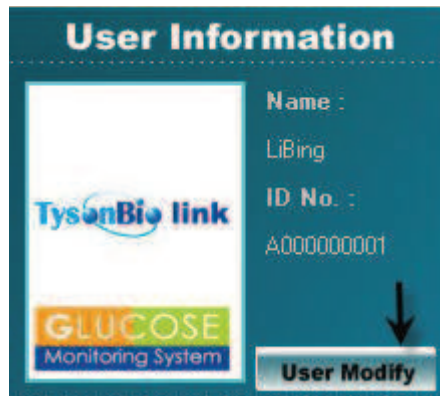 User Information
Name :
LiBing
ID No. :
A000000001
TysonBio link
GLUCOSE
Monitoring System
User Modify